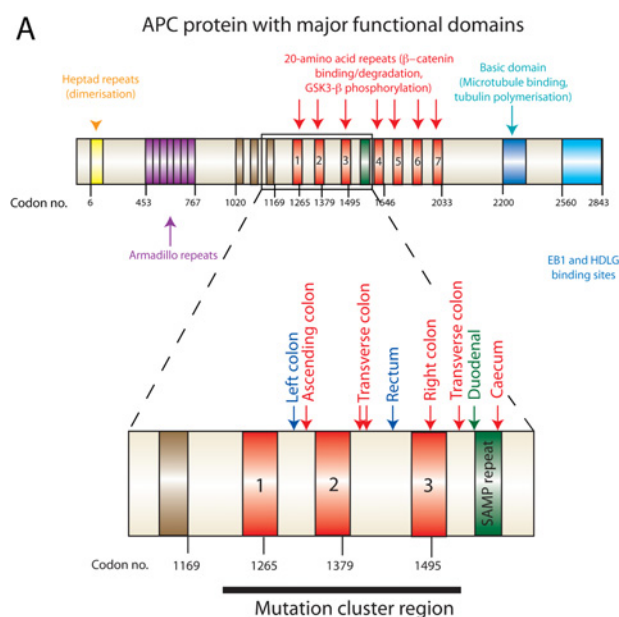 A
APC protein with major functional domains
Heptad repeats
(dimerisation)
20-amino acid repeats (β–catenin
binding/degradation,
GSK3-β phosphorylation)
Basic domain
(Microtubule binding,
tubulin polymerisation)
1 2 3 4 5 6 7
Codon no. 6 453 767 1020 1169 1265 1379 1495 1646 2033 2200 2560 2843
Armadillo repeats
EB1 and HDLG
binding sites
Left colon
Ascending colon
Transverse colon
Rectum
Right colon
Transverse colon
Duodenal
Caecum
1 2 3
SAMP repeat
Codon no. 1169 1265 1379 1495
Mutation cluster region